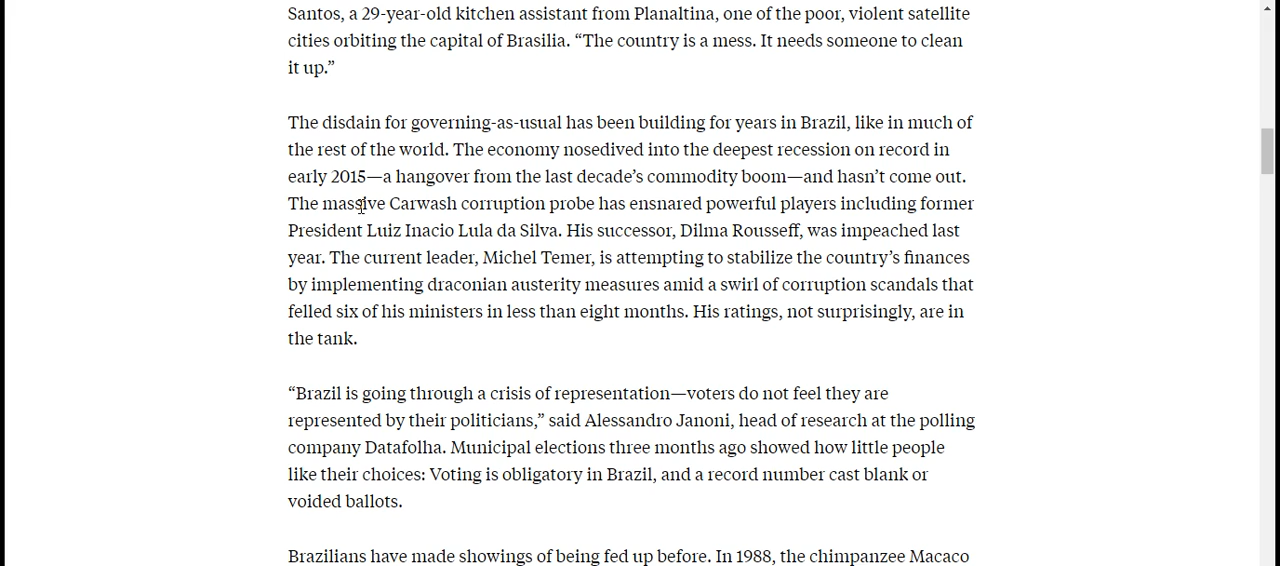 Santos, a 29-year-old kitchen assistant from Planaltina, one of the poor, violent satellite
cities orbiting the capital of Brasilia. “The country is a mess. It needs someone to clean
it up.”
The disdain for governing-as-usual has been building for years in Brazil, like in much of
the rest of the world. The economy nosedived into the deepest recession on record in
early 2015—a hangover from the last decade’s commodity boom—and hasn’t come out.
The massive Carwash corruption probe has ensnared powerful players including former
President Luiz Inacio Lula da Silva. His successor, Dilma Rousseff, was impeached last
year. The current leader, Michel Temer, is attempting to stabilize the country’s finances
by implementing draconian austerity measures amid a swirl of corruption scandals that
felled six of his ministers in less than eight months. His ratings, not surprisingly, are in
the tank.
“Brazil is going through a crisis of representation—voters do not feel they are
represented by their politicians,” said Alessandro Janoni, head of research at the polling
company Datafolha. Municipal elections three months ago showed how little people
like their choices: Voting is obligatory in Brazil, and a record number cast blank or
voided ballots.
Brazilians have made showings of being fed up before. In 1988, the chimpanzee Macaco